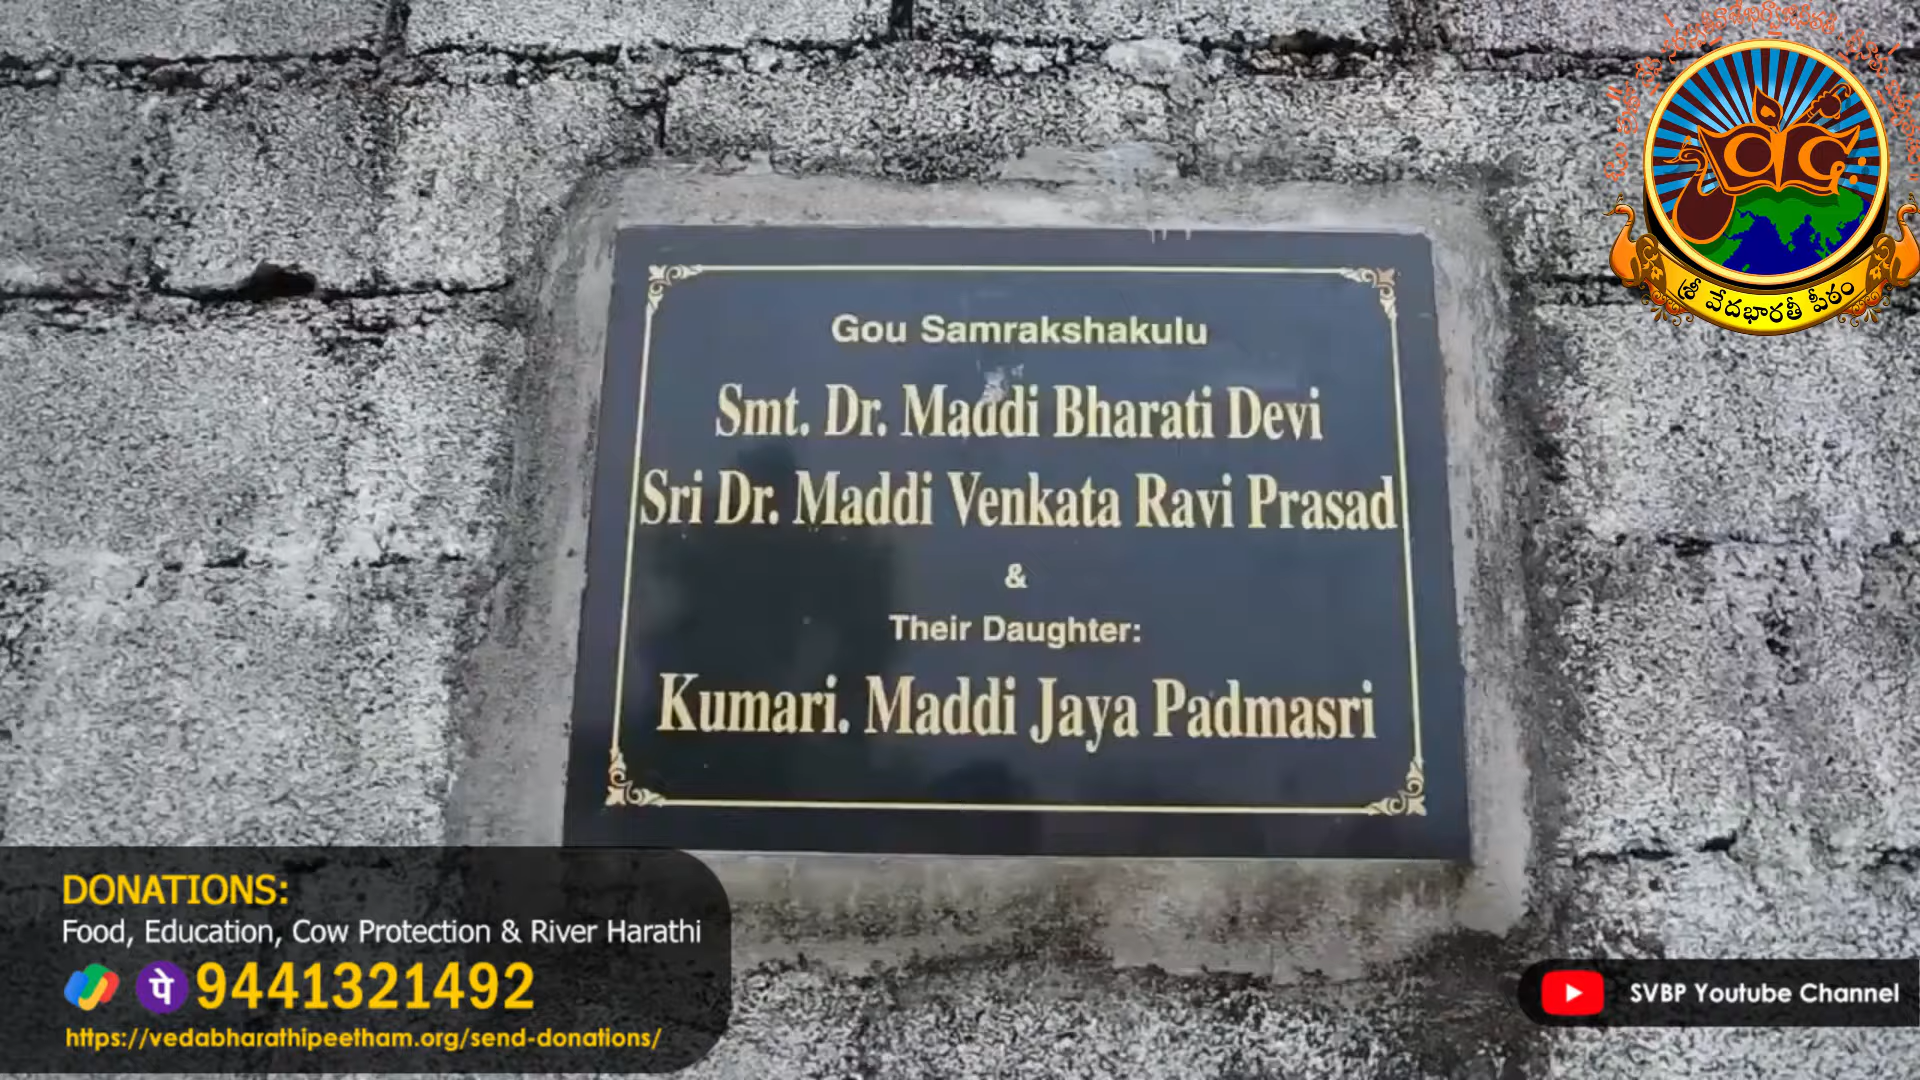 శ్రీ వేదభారతీ పీఠం
Gou Samrakshakulu
Smt. Dr. Maddi Bharati Devi
Sri Dr. Maddi Venkata Ravi Prasad
&
Their Daughter:
Kumari. Maddi Jaya Padmasri
DONATIONS:
Food, Education, Cow Protection & River Harathi
पे 9441321492
https://vedabharathipeetham.org/send-donations/
SVBP Youtube Channel